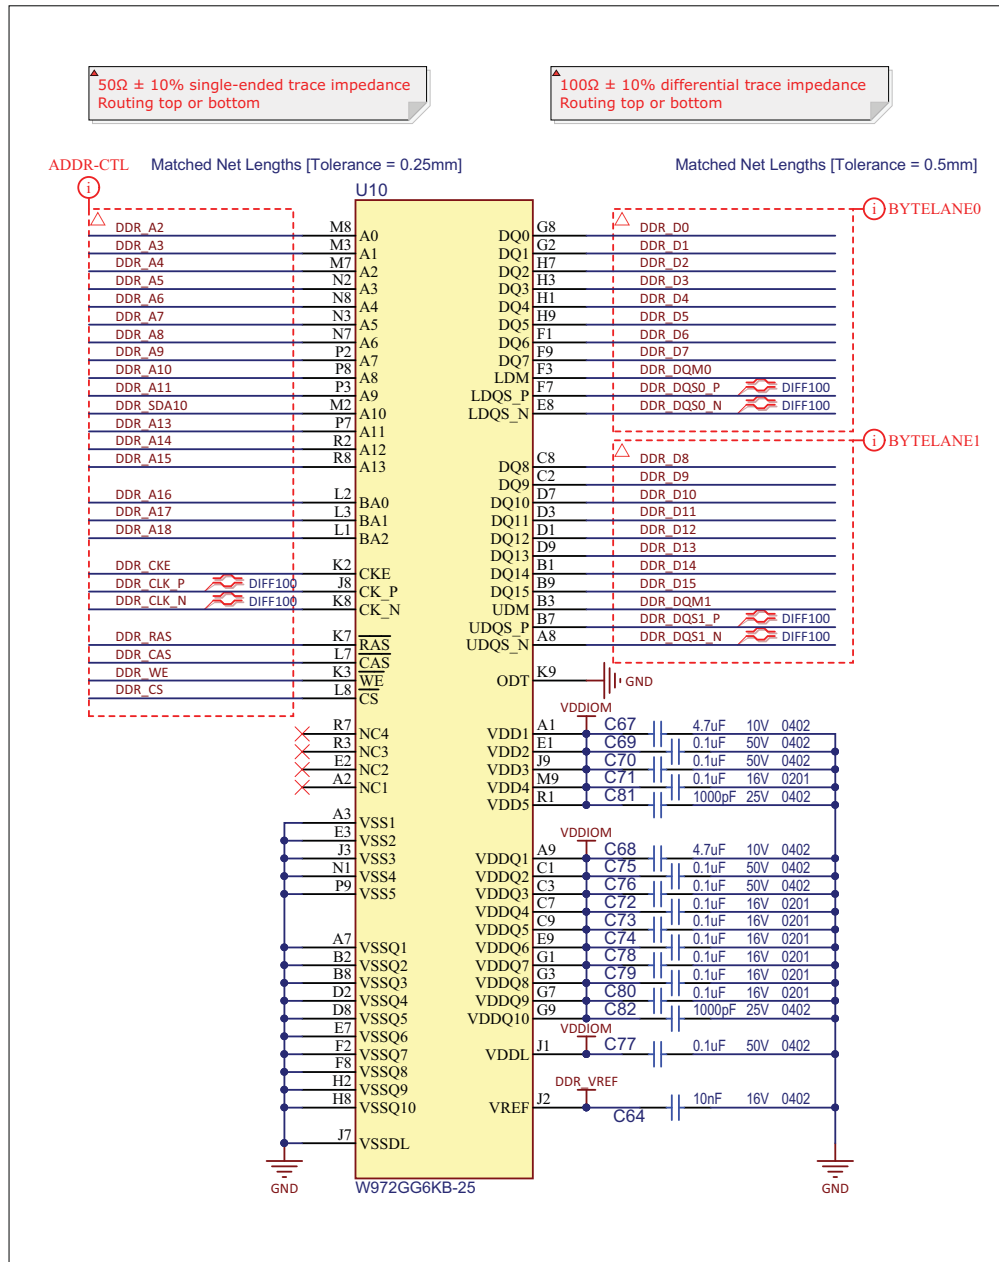 50Ω ± 10% single-ended trace impedance
Routing top or bottom
100Ω ± 10% differential trace impedance
Routing top or bottom
ADDR-CTL
Matched Net Lengths [Tolerance = 0.25mm]
Matched Net Lengths [Tolerance = 0.5mm]
i
U10
i BYTELANE0
DDR_A2 M8 A0 DQ0 G8 DDR_D0
DDR_A3 M3 A1 DQ1 G2 DDR_D1
DDR_A4 M7 A2 DQ2 H7 DDR_D2
DDR_A5 N2 A3 DQ3 H3 DDR_D3
DDR_A6 N8 A4 DQ4 H1 DDR_D4
DDR_A7 N3 A5 DQ5 H9 DDR_D5
DDR_A8 N7 A6 DQ6 F1 DDR_D6
DDR_A9 P2 A7 DQ7 F9 DDR_D7
DDR_A10 P8 A8 LDM F3 DDR_DQM0
DDR_A11 P3 A9 LDQS_P F7 DDR_DQS0_P DIFF100
DDR_SDA10 M2 A10 LDQS_N E8 DDR_DQS0_N DIFF100
DDR_A13 P7 A11
DDR_A14 R2 A12
i BYTELANE1
DDR_A15 R8 A13 DQ8 C8 DDR_D8
DQ9 C2 DDR_D9
DDR_A16 L2 BA0 DQ10 D7 DDR_D10
DDR_A17 L3 BA1 DQ11 D3 DDR_D11
DDR_A18 L1 BA2 DQ12 D1 DDR_D12
DQ13 D9 DDR_D13
DDR_CKE K2 CKE DQ14 B1 DDR_D14
DDR_CLK_P DIFF100 J8 CK_P DQ15 B9 DDR_D15
DDR_CLK_N DIFF100 K8 CK_N UDM B3 DDR_DQM1
UDQS_P B7 DDR_DQS1_P DIFF100
DDR_RAS K7 RAS UDQS_N A8 DDR_DQS1_N DIFF100
DDR_CAS L7 CAS
DDR_WE K3 WE ODT K9 GND
DDR_CS L8 CS
VDDIOM
R7 NC4 VDD1 A1 C67 4.7uF 10V 0402
R3 NC3 VDD2 E1 C69 0.1uF 50V 0402
E2 NC2 VDD3 J9 C70 0.1uF 50V 0402
A2 NC1 VDD4 M9 C71 0.1uF 16V 0201
VDD5 R1 C81 1000pF 25V 0402
A3 VSS1
E3 VSS2
VDDIOM
J3 VSS3 VDDQ1 A9 C68 4.7uF 10V 0402
N1 VSS4 VDDQ2 C1 C75 0.1uF 50V 0402
P9 VSS5 VDDQ3 C3 C76 0.1uF 50V 0402
VDDQ4 C7 C72 0.1uF 16V 0201
VDDQ5 C9 C73 0.1uF 16V 0201
A7 VSSQ1 VDDQ6 E9 C74 0.1uF 16V 0201
B2 VSSQ2 VDDQ7 G1 C78 0.1uF 16V 0201
B8 VSSQ3 VDDQ8 G3 C79 0.1uF 16V 0201
D2 VSSQ4 VDDQ9 G7 C80 0.1uF 16V 0201
D8 VSSQ5 VDDQ10 G9 C82 1000pF 25V 0402
E7 VSSQ6
VDDIOM
F2 VSSQ7 VDDL J1 C77 0.1uF 50V 0402
F8 VSSQ8
H2 VSSQ9
DDR_VREF
H8 VSSQ10 VREF J2 C64 10nF 16V 0402
J7 VSSDL
GND
GND
W972GG6KB-25